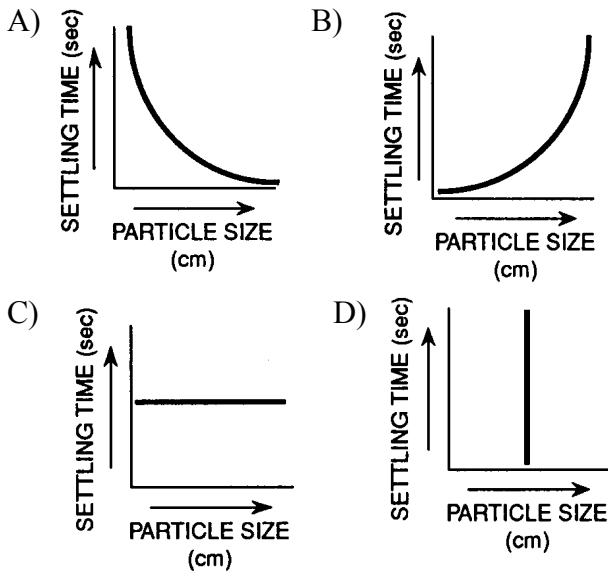 A)
SETTLING TIME (sec)
PARTICLE SIZE
(cm)
B)
SETTLING TIME (sec)
PARTICLE SIZE
(cm)
C)
SETTLING TIME (sec)
PARTICLE SIZE
(cm)
D)
SETTLING TIME (sec)
PARTICLE SIZE
(cm)